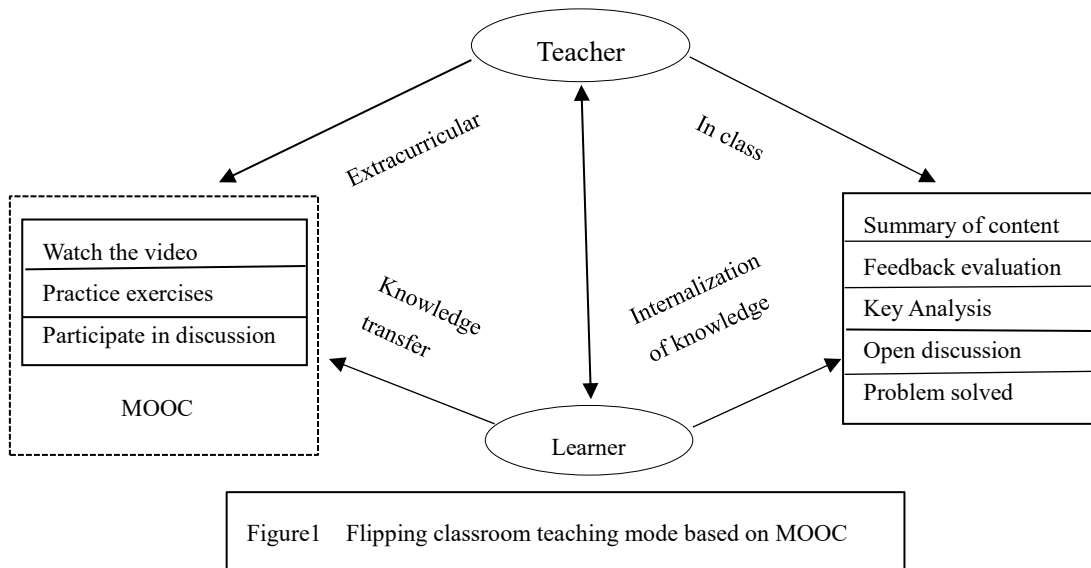 Teacher
Extracurricular
In class
Watch the video
Practice exercises
Participate in discussion
MOOC
Knowledge
transfer
Internalization
of knowledge
Summary of content
Feedback evaluation
Key Analysis
Open discussion
Problem solved
Learner
Figure1 Flipping classroom teaching mode based on MOOC